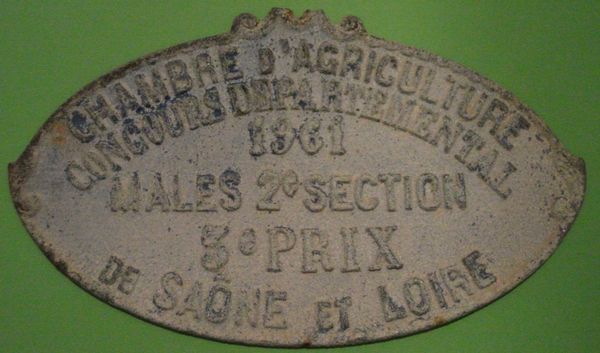 CHAMBRE D'AGRICULTURE
CONCOURS DEPARTEMENTAL
1961
MALES 2e SECTION
3e PRIX
DE SAÔNE ET LOIRE